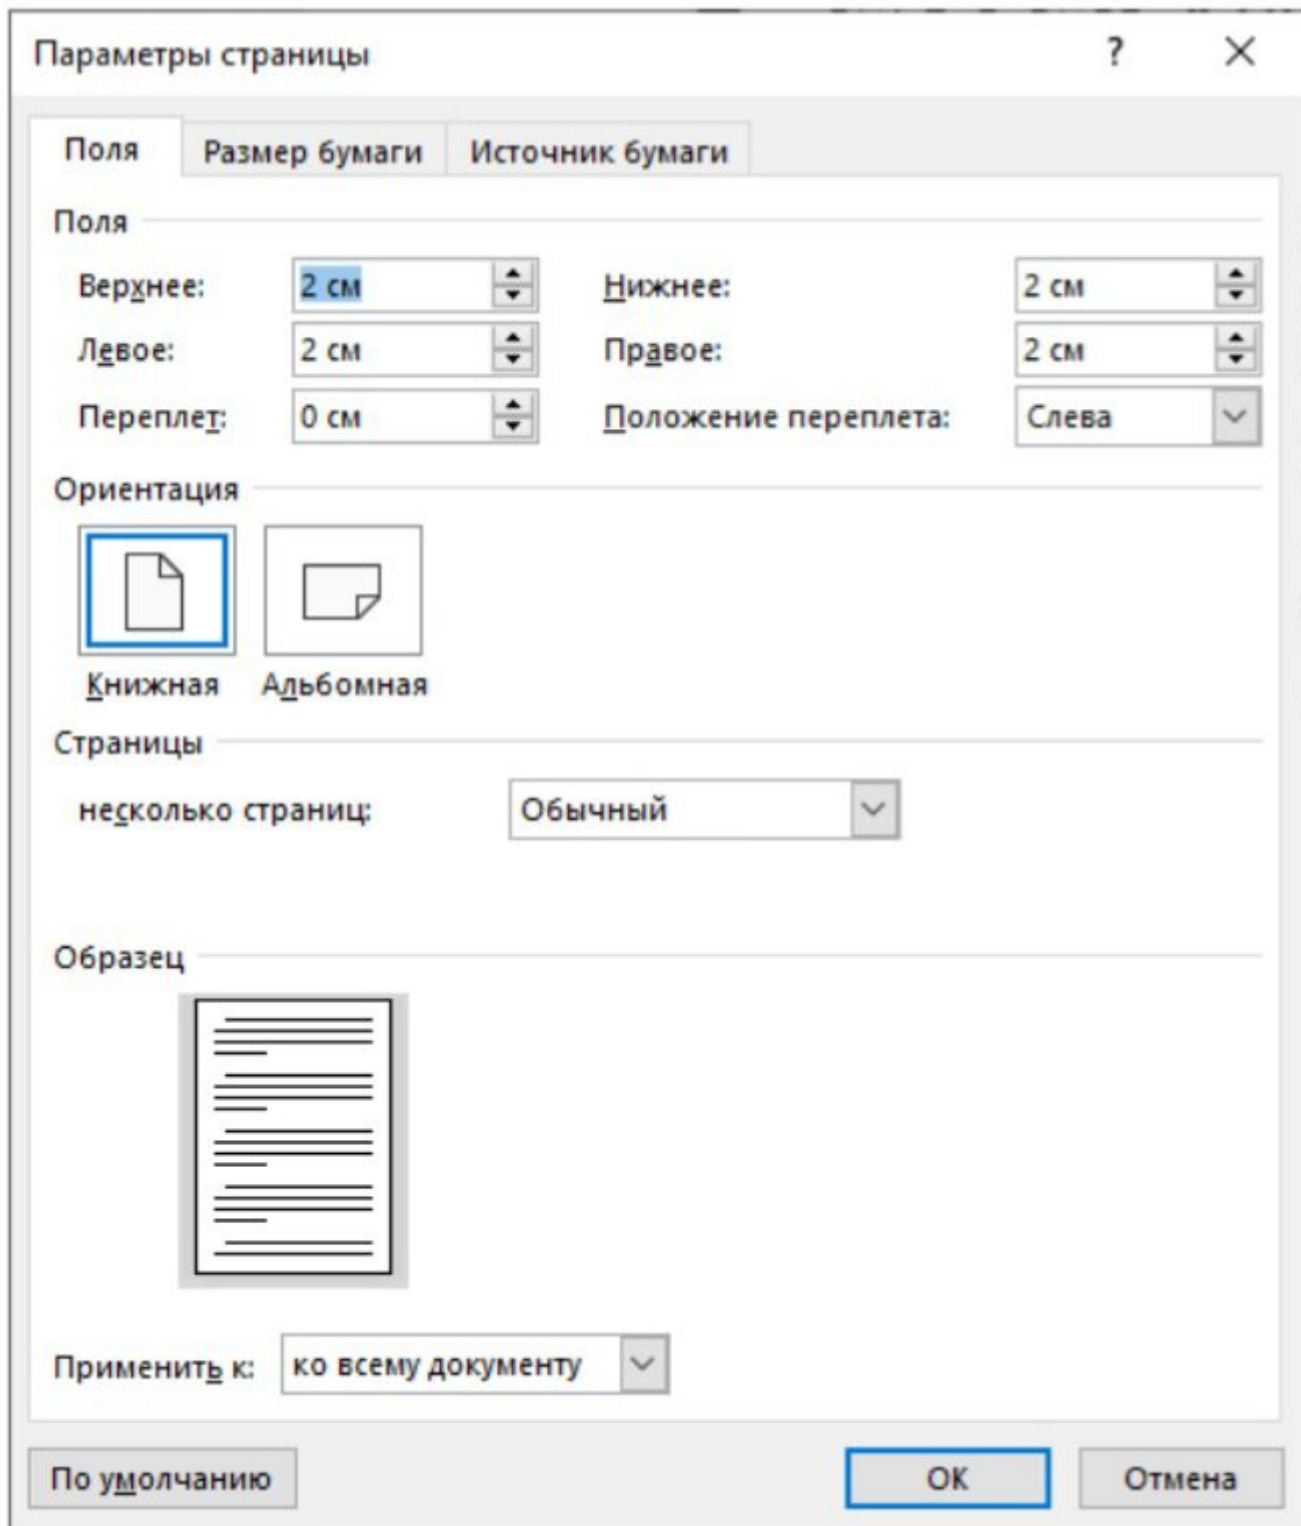 Параметры страницы ?
Поля Размер бумаги Источник бумаги
Поля
Верхнее: 2 см Нижнее: 2 см
Левое: 2 см Правое: 2 см
Переплет: 0 см Положение переплета: Слева
Ориентация
Книжная Альбомная
Страницы
несколько страниц: Обычный
Образец
Применить к: ко всему документу
По умолчанию ОК Отмена